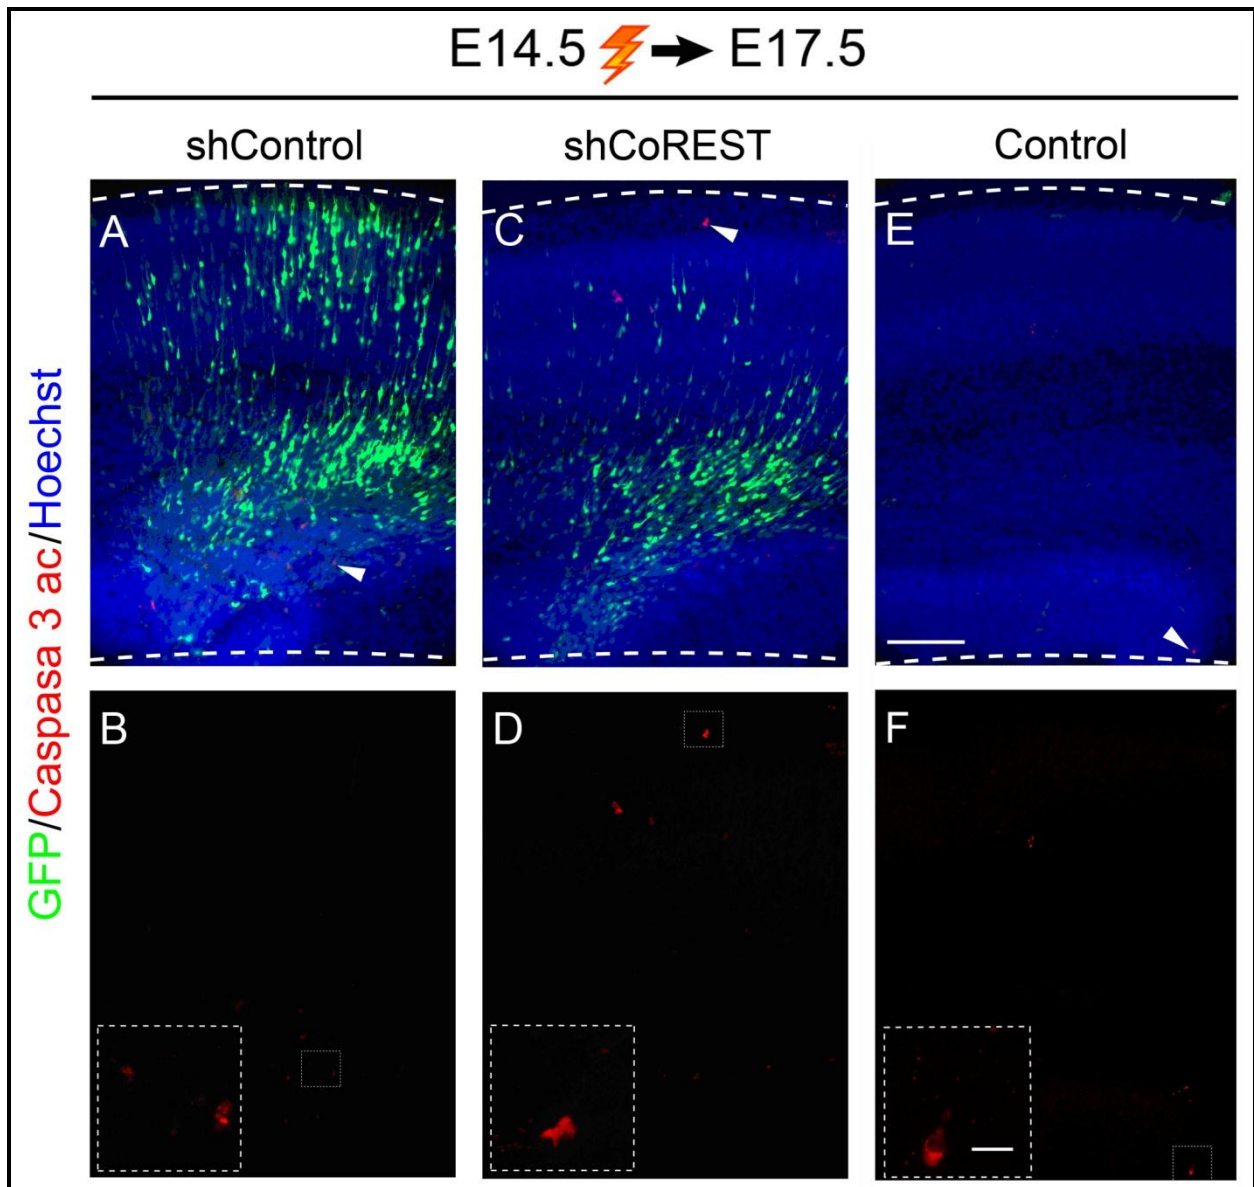 E14.5 E17.5
shControl shCoREST Control
GFP/Caspasa 3 ac/Hoechst
A C E
B D F